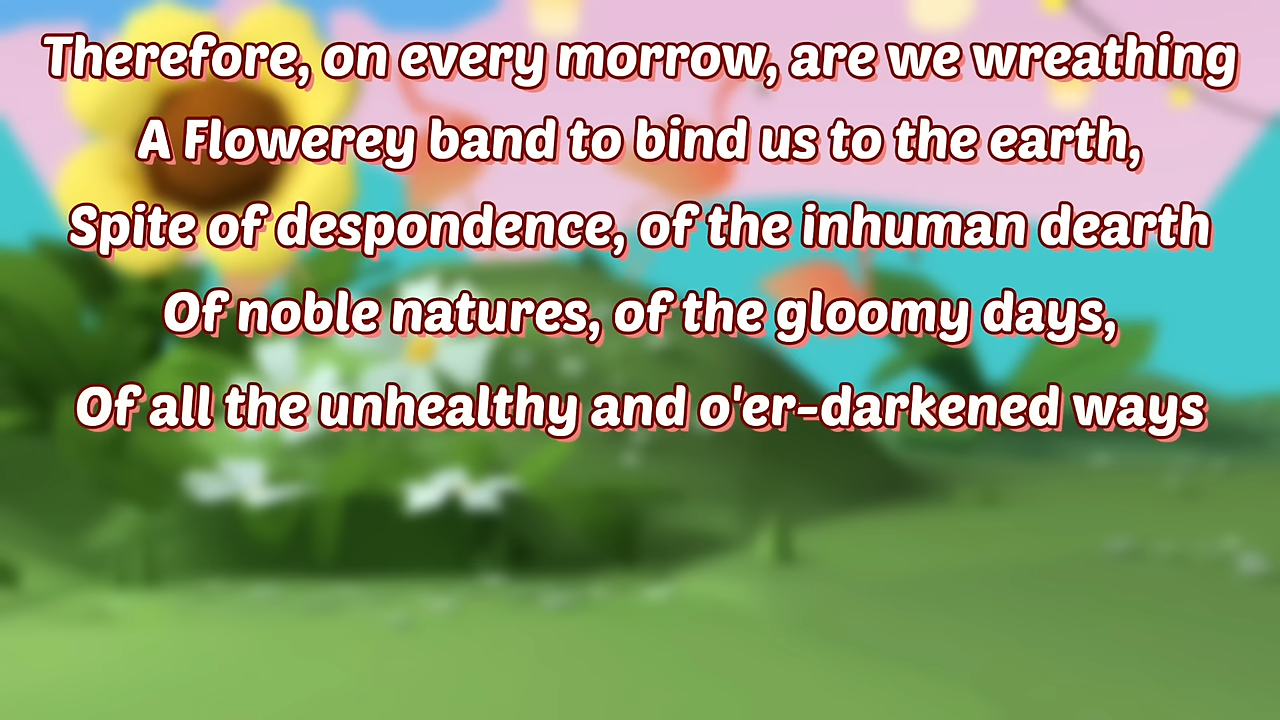 Therefore, on every morrow, are we wreathing
A Flowerey band to bind us to the earth,
Spite of despondence, of the inhuman dearth
Of noble natures, of the gloomy days,
Of all the unhealthy and o'er-darkened ways